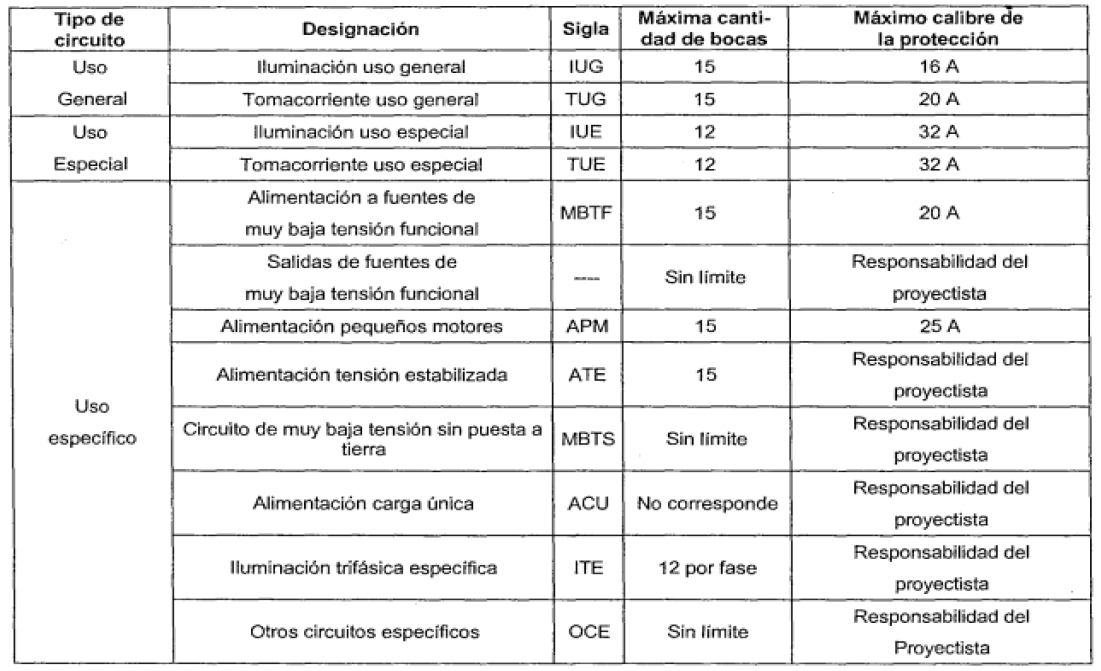 Tipo de circuito Designación Sigla Máxima canti-dad de bocas Máximo calibre de la protección
Uso General Iluminación uso general IUG 15 16 A
Tomacorriente uso general TUG 15 20 A
Uso Especial Iluminación uso especial IUE 12 32 A
Tomacorriente uso especial TUE 12 32 A
Uso específico Alimentación a fuentes de muy baja tensión funcional MBTF 15 20 A
Salidas de fuentes de muy baja tensión funcional ---- Sin límite Responsabilidad del proyectista
Alimentación pequeños motores APM 15 25 A
Alimentación tensión estabilizada ATE 15 Responsabilidad del proyectista
Circuito de muy baja tensión sin puesta a tierra MBTS Sin límite Responsabilidad del proyectista
Alimentación carga única ACU No corresponde Responsabilidad del proyectista
Iluminación trifásica específica ITE 12 por fase Responsabilidad del proyectista
Otros circuitos específicos OCE Sin límite Responsabilidad del Proyectista